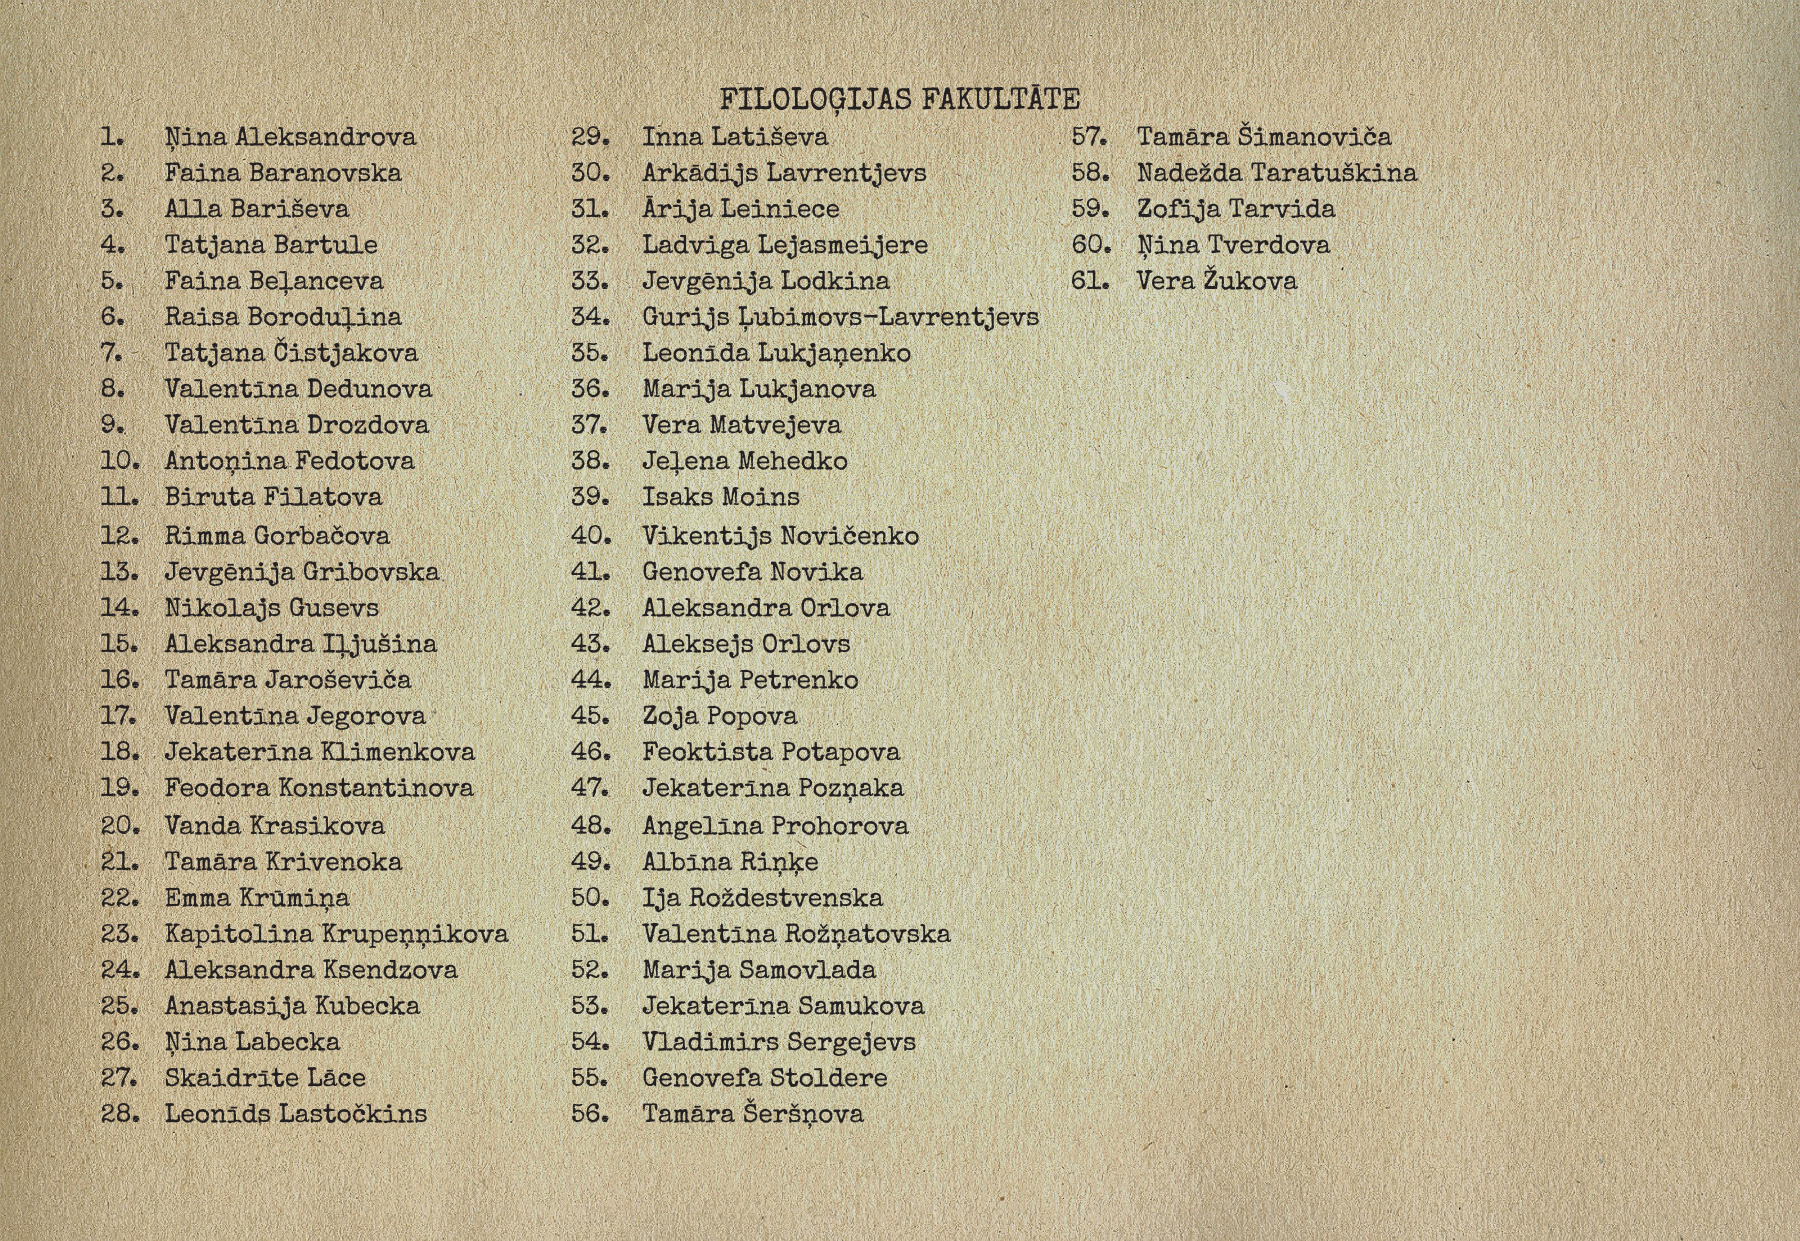 FILOLOĢIJAS FAKULTĀTE
1. Ņina Aleksandrova
2. Faina Baranovska
3. Alla Bariševa
4. Tatjana Bartule
5. Faina Beļanceva
6. Raisa Boroduļina
7. Tatjana Čistjakova
8. Valentīna Dedunova
9. Valentīna Drozdova
10. Antoņina Fedotova
11. Biruta Filatova
12. Rimma Gorbačova
13. Jevgēnija Gribovska
14. Nikolajs Gusevs
15. Aleksandra Iļjušina
16. Tamāra Jaroševiča
17. Valentīna Jegorova
18. Jekaterīna Klimenkova
19. Feodora Konstantinova
20. Vanda Krasikova
21. Tamāra Krivenoka
22. Emma Krūmiņa
23. Kapitolina Krupeņņikova
24. Aleksandra Ksendzova
25. Anastasija Kubecka
26. Ņina Labecka
27. Skaidrīte Lāce
28. Leonīds Lastočkins
29. Inna Latiševa
30. Arkādijs Lavrentjevs
31. Ārija Leiniece
32. Ladviga Lejasmeijere
33. Jevgēnija Lodkina
34. Gurijs Ļubimovs-Lavrentjevs
35. Leonīda Lukjaņenko
36. Marija Lukjanova
37. Vera Matvejeva
38. Jeļena Mehedko
39. Isaks Moins
40. Vikentijs Novičenko
41. Genovefa Novika
42. Aleksandra Orlova
43. Aleksejs Orlovs
44. Marija Petrenko
45. Zoja Popova
46. Feoktista Potapova
47. Jekaterīna Pozņaka
48. Angelīna Prohorova
49. Albīna Riņķe
50. Ija Roždestvenska
51. Valentīna Rožņatovska
52. Marija Samovlada
53. Jekaterīna Samukova
54. Vladimirs Sergejevs
55. Genovefa Stoldere
56. Tamāra Šeršņova
57. Tamāra Šimanoviča
58. Nadežda Taratuškina
59. Zofija Tarvida
60. Ņina Tverdova
61. Vera Žukova